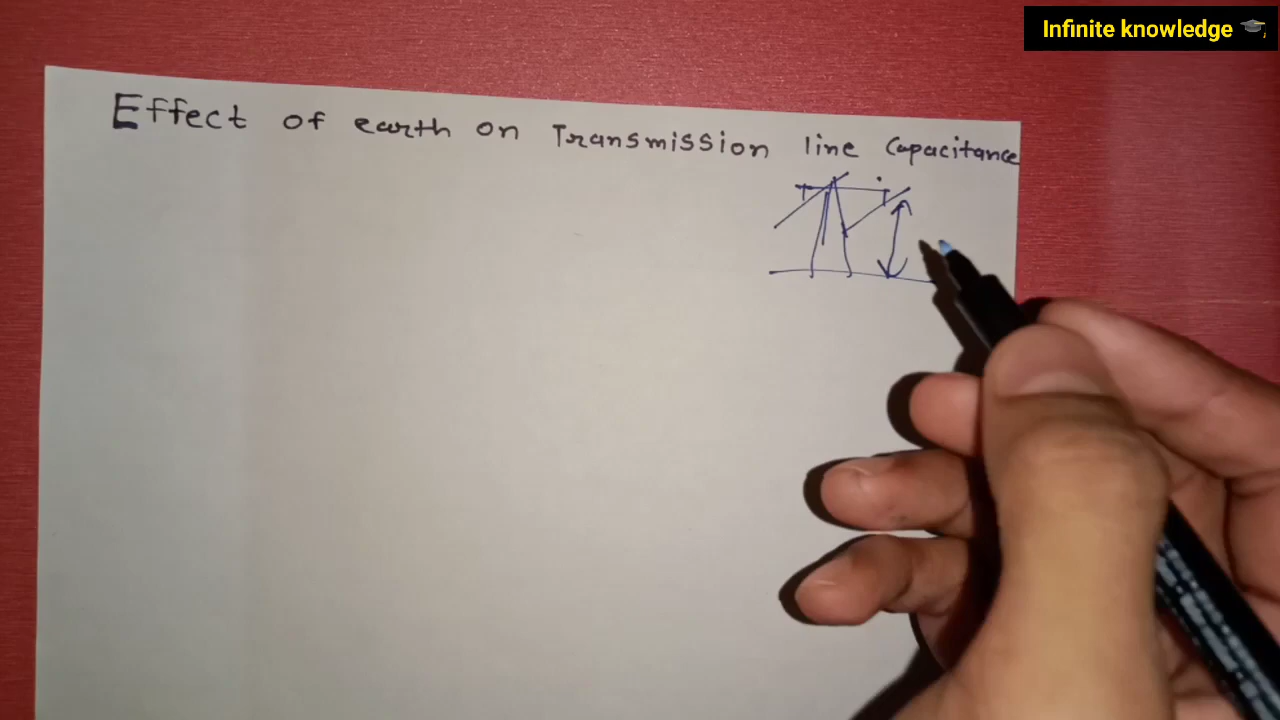 Infinite knowledge
Effect of earth on Transmission line Capacitance